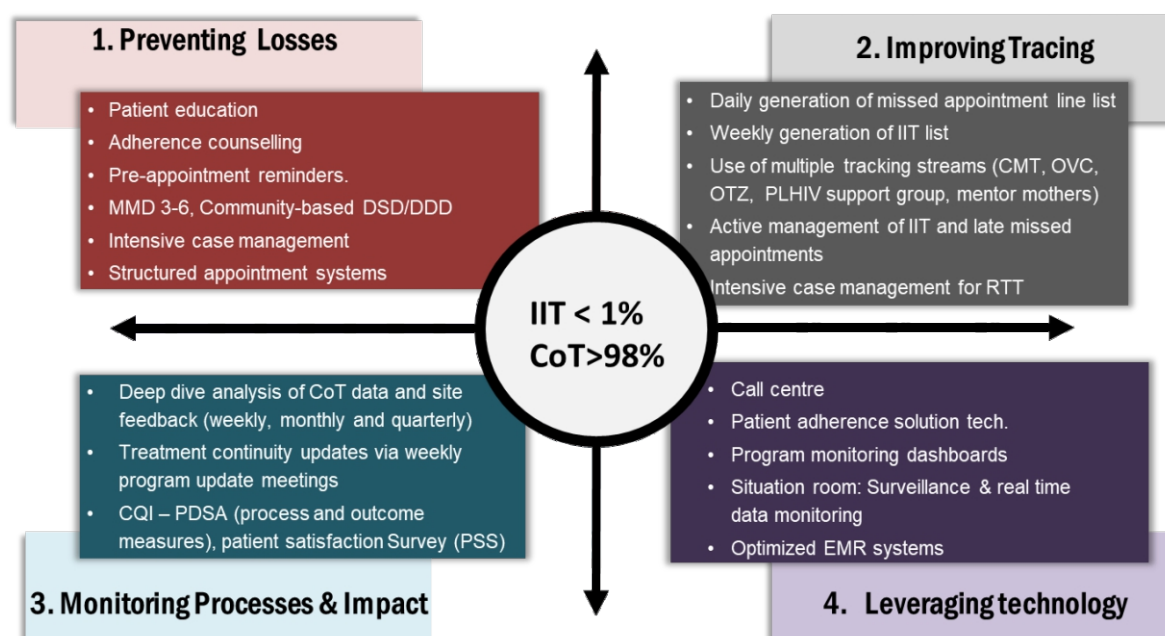 1. Preventing Losses
• Patient education
• Adherence counselling
• Pre-appointment reminders.
• MMD 3-6, Community-based DSD/DDD
• Intensive case management
• Structured appointment systems
2. Improving Tracing
• Daily generation of missed appointment line list
• Weekly generation of IIT list
• Use of multiple tracking streams (CMT, OVC,
OTZ, PLHIV support group, mentor mothers)
• Active management of IIT and late missed
appointments
Intensive case management for RTT
IIT < 1%
CoT>98%
• Deep dive analysis of CoT data and site
feedback (weekly, monthly and quarterly)
• Treatment continuity updates via weekly
program update meetings
• CQI – PDSA (process and outcome
measures), patient satisfaction Survey (PSS)
3. Monitoring Processes & Impact
• Call centre
• Patient adherence solution tech.
• Program monitoring dashboards
• Situation room: Surveillance & real time
data monitoring
• Optimized EMR systems
4. Leveraging technology